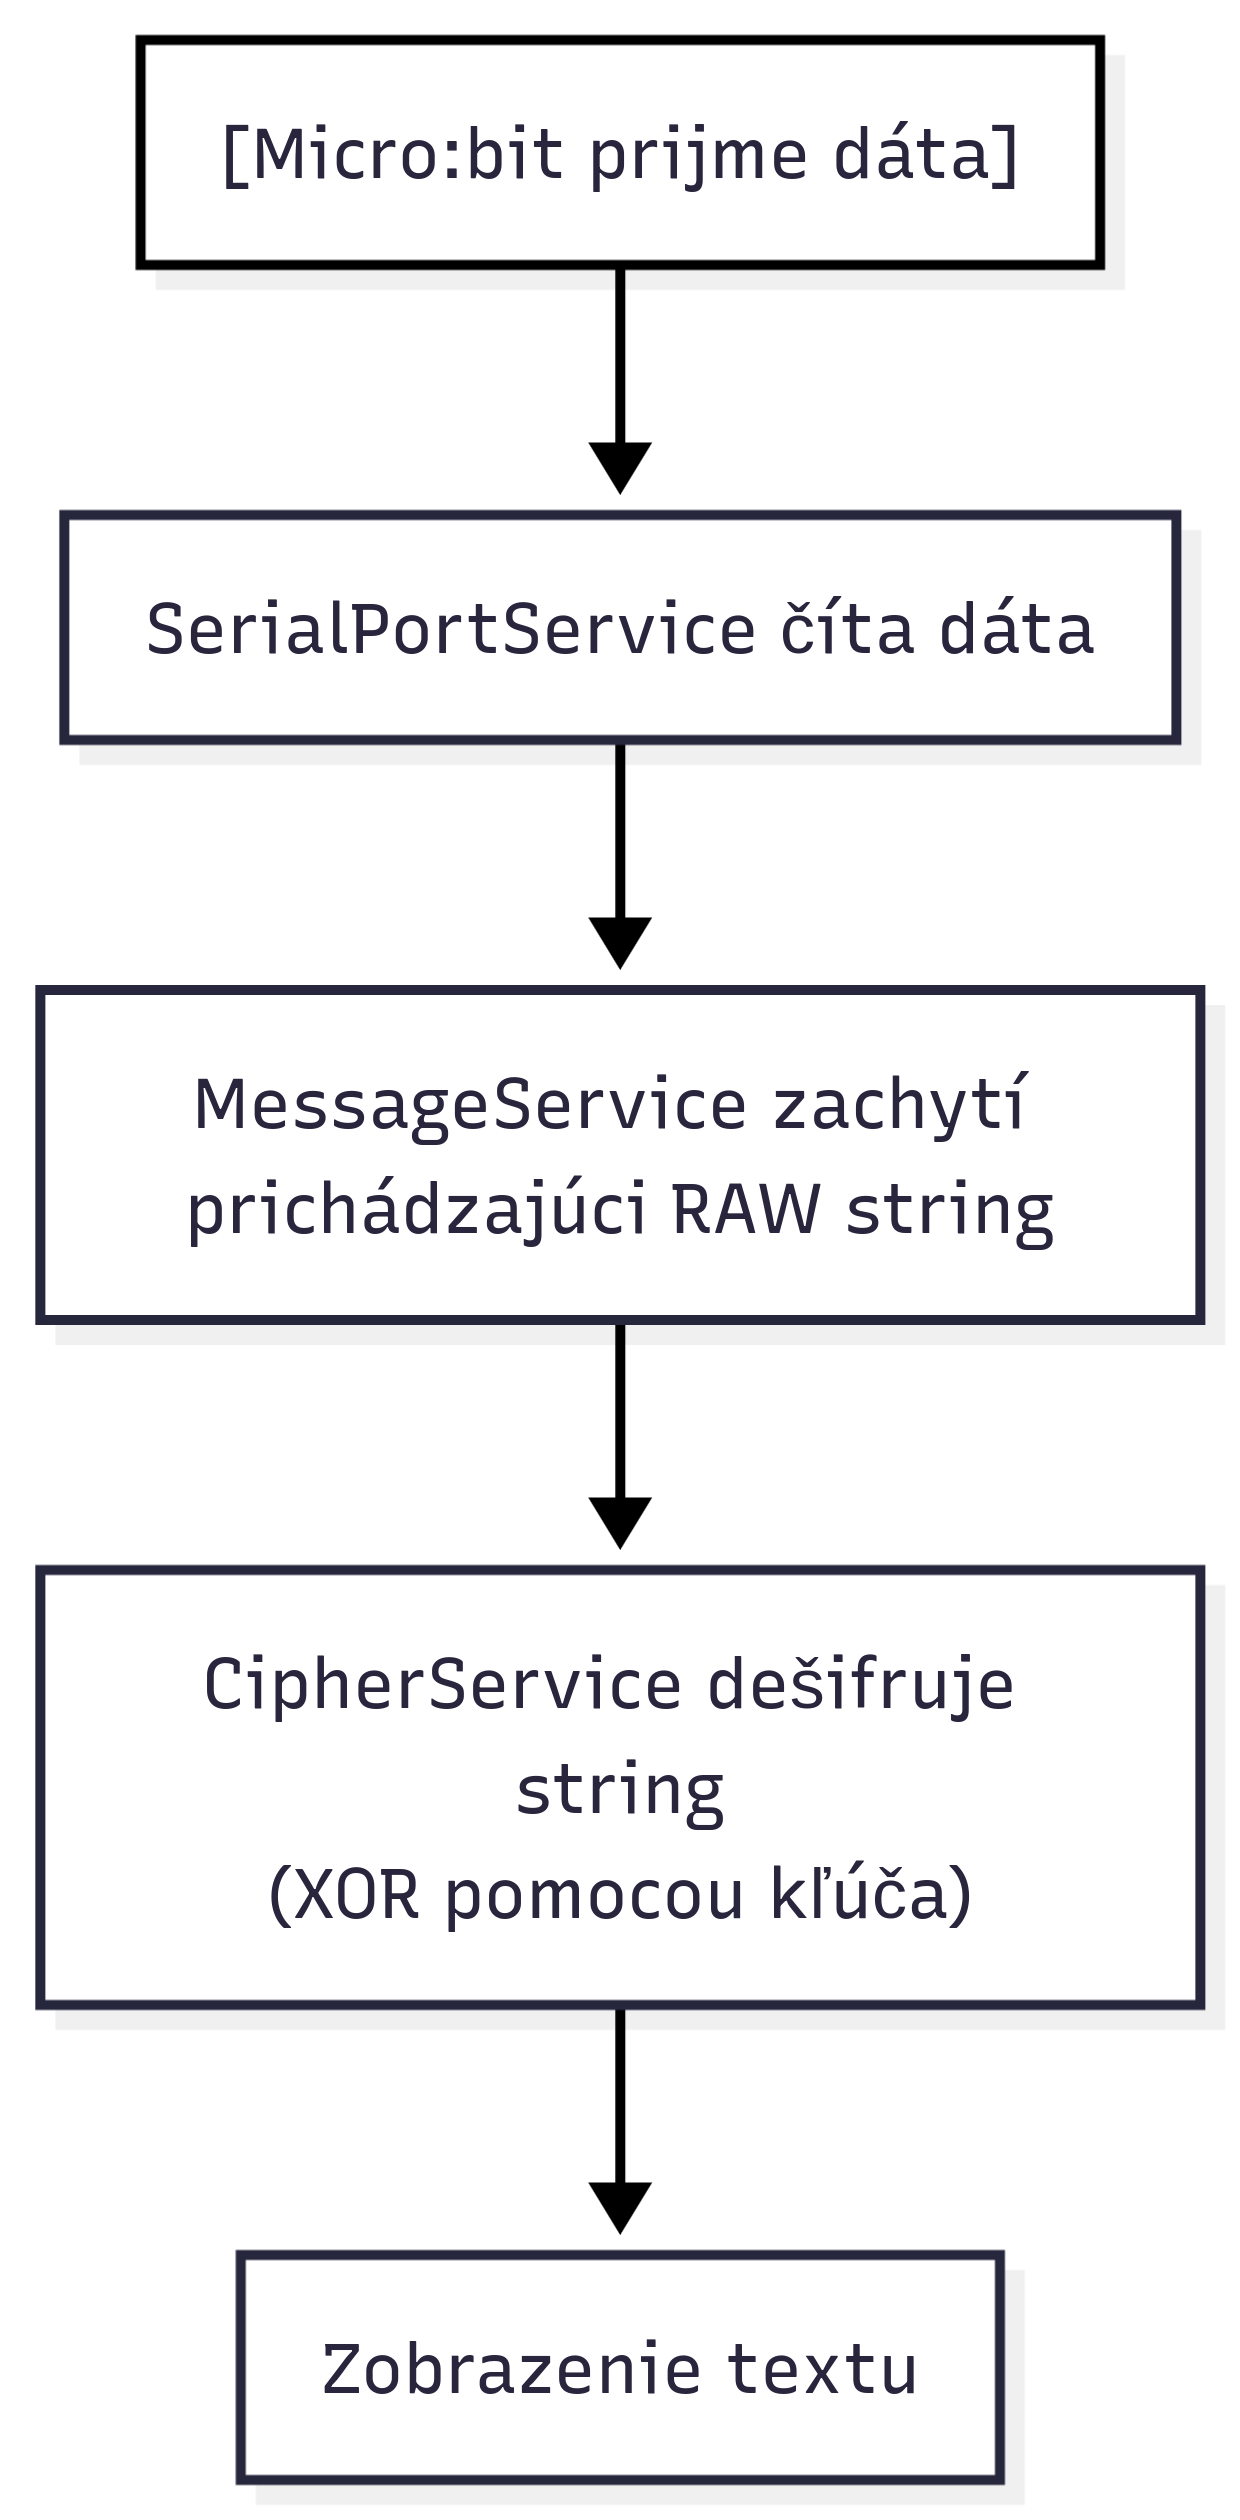 [Micro:bit prijme dáta]
SerialPortService číta dáta
MessageService zachytí
prichádzajúci RAW string
CipherService dešifruje
string
(XOR pomocou kľúča)
Zobrazenie textu